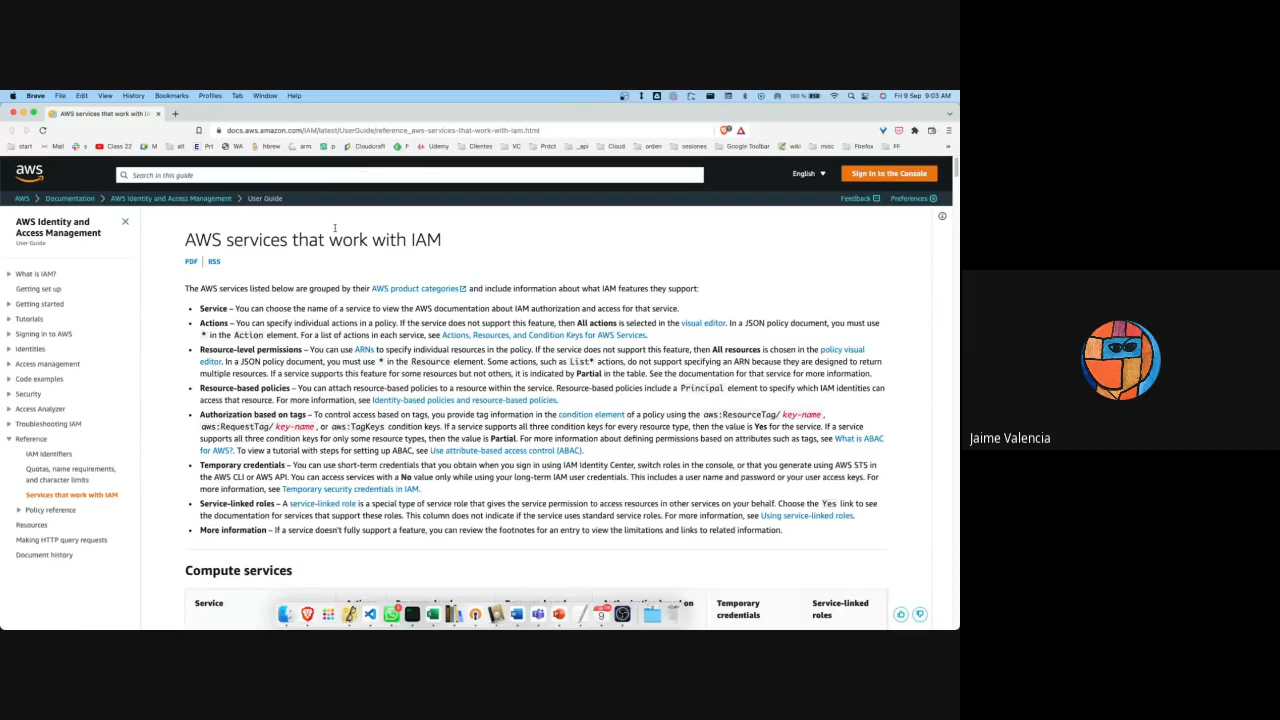 Brave File Edit View History Bookmarks Profiles Tab Window Help 100 % Fri 9 Sep 9:03 AM
AWS services that work with IA
docs.aws.amazon.com/IAM/latest/UserGuide/reference_aws-services-that-work-with-iam.html
start Mail s Class 22 M alt Prt WA hbrew arm p Cloudcraft F Udemy Clientes VC Prdct _api Cloud orden sesiones Google Toolbar wiki misc Firefox FF »
aws
Search in this guide
English
Sign In to the Console
AWS Documentation AWS Identity and Access Management User Guide
Feedback
Preferences
AWS Identity and
Access Management
User Guide
What is IAM?
Getting set up
Getting started
Tutorials
Signing in to AWS
Identities
Access management
Code examples
Security
Access Analyzer
Troubleshooting IAM
Reference
IAM identifiers
Quotas, name requirements,
and character limits
Services that work with IAM
Policy reference
Resources
Making HTTP query requests
Document history
AWS services that work with IAM
PDF | RSS
The AWS services listed below are grouped by their AWS product categories and include information about what IAM features they support:
• Service – You can choose the name of a service to view the AWS documentation about IAM authorization and access for that service.
• Actions – You can specify individual actions in a policy. If the service does not support this feature, then All actions is selected in the visual editor. In a JSON policy document, you must use
* in the Action element. For a list of actions in each service, see Actions, Resources, and Condition Keys for AWS Services.
• Resource-level permissions – You can use ARNs to specify individual resources in the policy. If the service does not support this feature, then All resources is chosen in the policy visual
editor. In a JSON policy document, you must use * in the Resource element. Some actions, such as List* actions, do not support specifying an ARN because they are designed to return
multiple resources. If a service supports this feature for some resources but not others, it is indicated by Partial in the table. See the documentation for that service for more information.
• Resource-based policies – You can attach resource-based policies to a resource within the service. Resource-based policies include a Principal element to specify which IAM identities can
access that resource. For more information, see Identity-based policies and resource-based policies.
• Authorization based on tags – To control access based on tags, you provide tag information in the condition element of a policy using the aws:ResourceTag/key-name,
aws:RequestTag/key-name, or aws:TagKeys condition keys. If a service supports all three condition keys for every resource type, then the value is Yes for the service. If a service
supports all three condition keys for only some resource types, then the value is Partial. For more information about defining permissions based on attributes such as tags, see What is ABAC
for AWS?. To view a tutorial with steps for setting up ABAC, see Use attribute-based access control (ABAC).
• Temporary credentials – You can use short-term credentials that you obtain when you sign in using IAM Identity Center, switch roles in the console, or that you generate using AWS STS in
the AWS CLI or AWS API. You can access services with a No value only while using your long-term IAM user credentials. This includes a user name and password or your user access keys. For
more information, see Temporary security credentials in IAM.
• Service-linked roles – A service-linked role is a special type of service role that gives the service permission to access resources in other services on your behalf. Choose the Yes link to see
the documentation for services that support these roles. This column does not indicate if the service uses standard service roles. For more information, see Using service-linked roles.
• More information – If a service doesn't fully support a feature, you can review the footnotes for an entry to view the limitations and links to related information.
Compute services
Service
Temporary
credentials
Service-linked
roles
Jaime Valencia